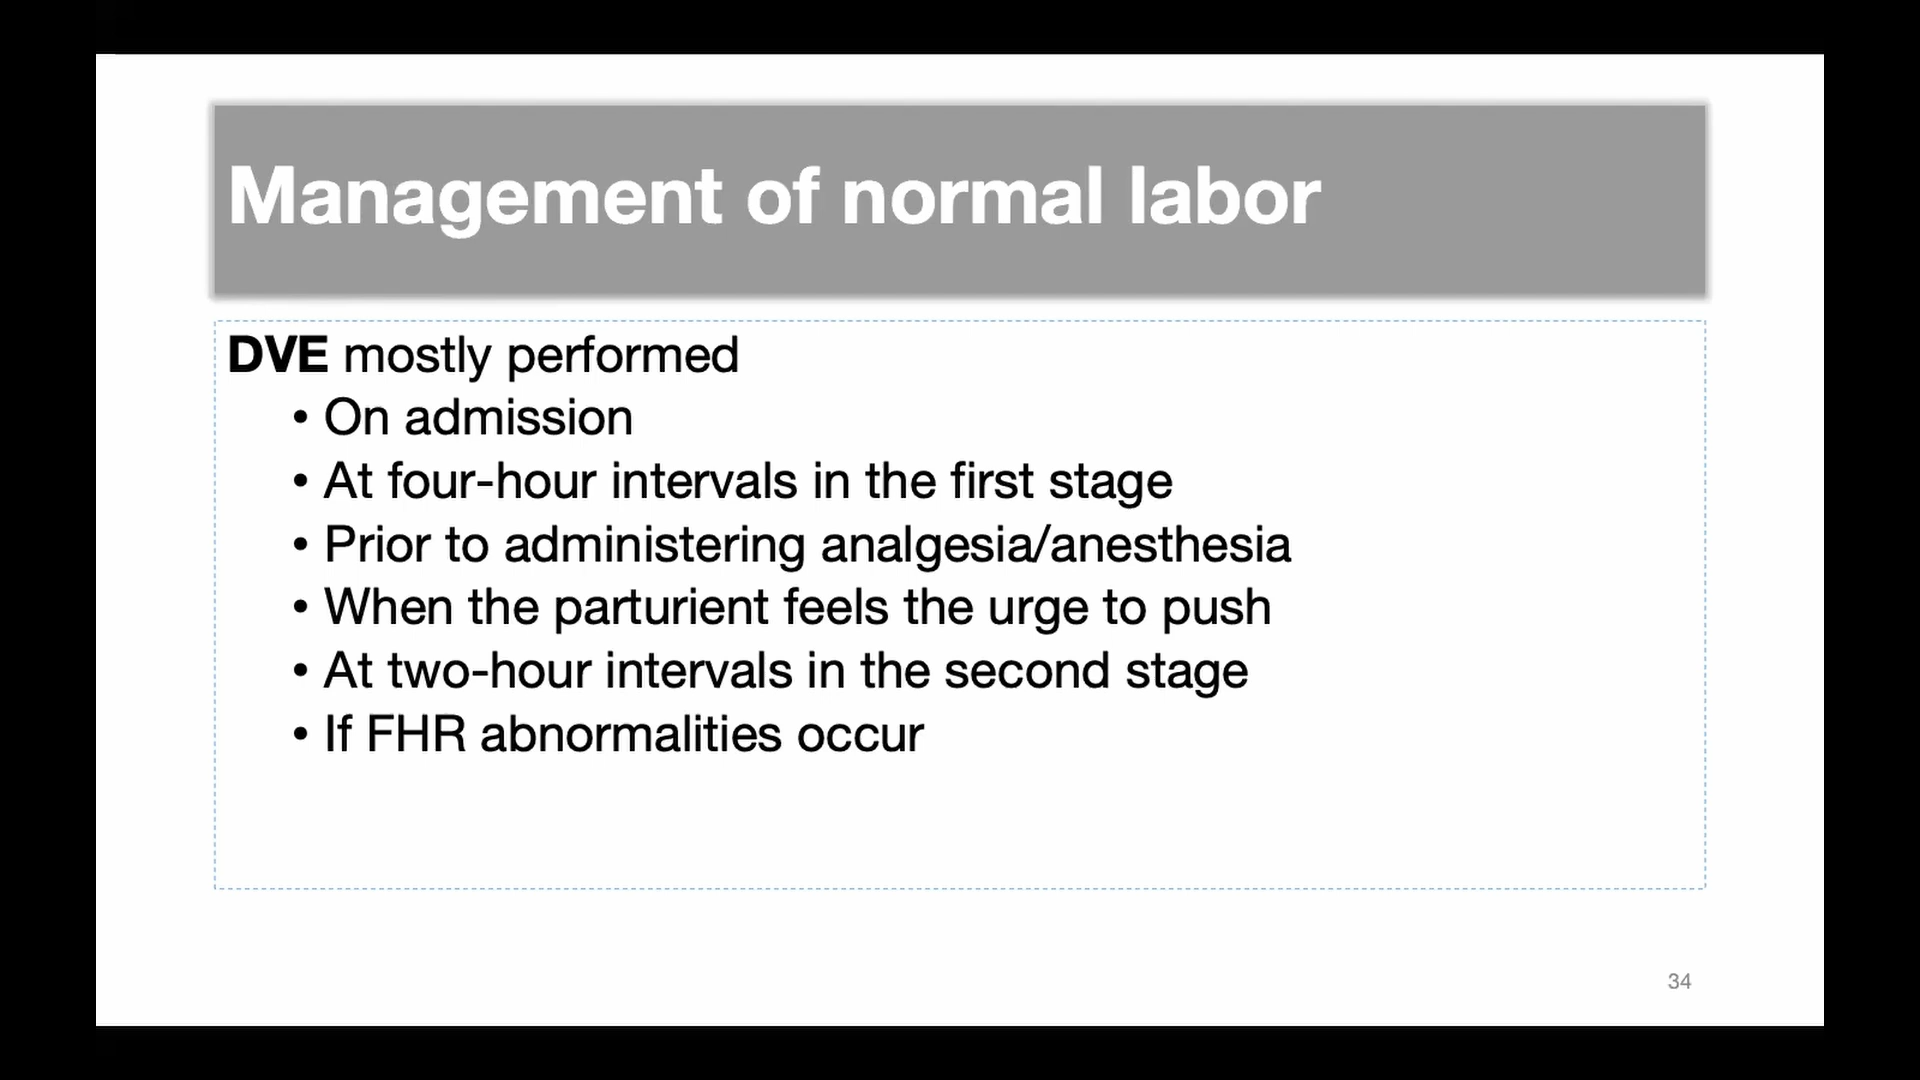 Management of normal labor
DVE mostly performed
• On admission
• At four-hour intervals in the first stage
• Prior to administering analgesia/anesthesia
• When the parturient feels the urge to push
• At two-hour intervals in the second stage
• If FHR abnormalities occur
34